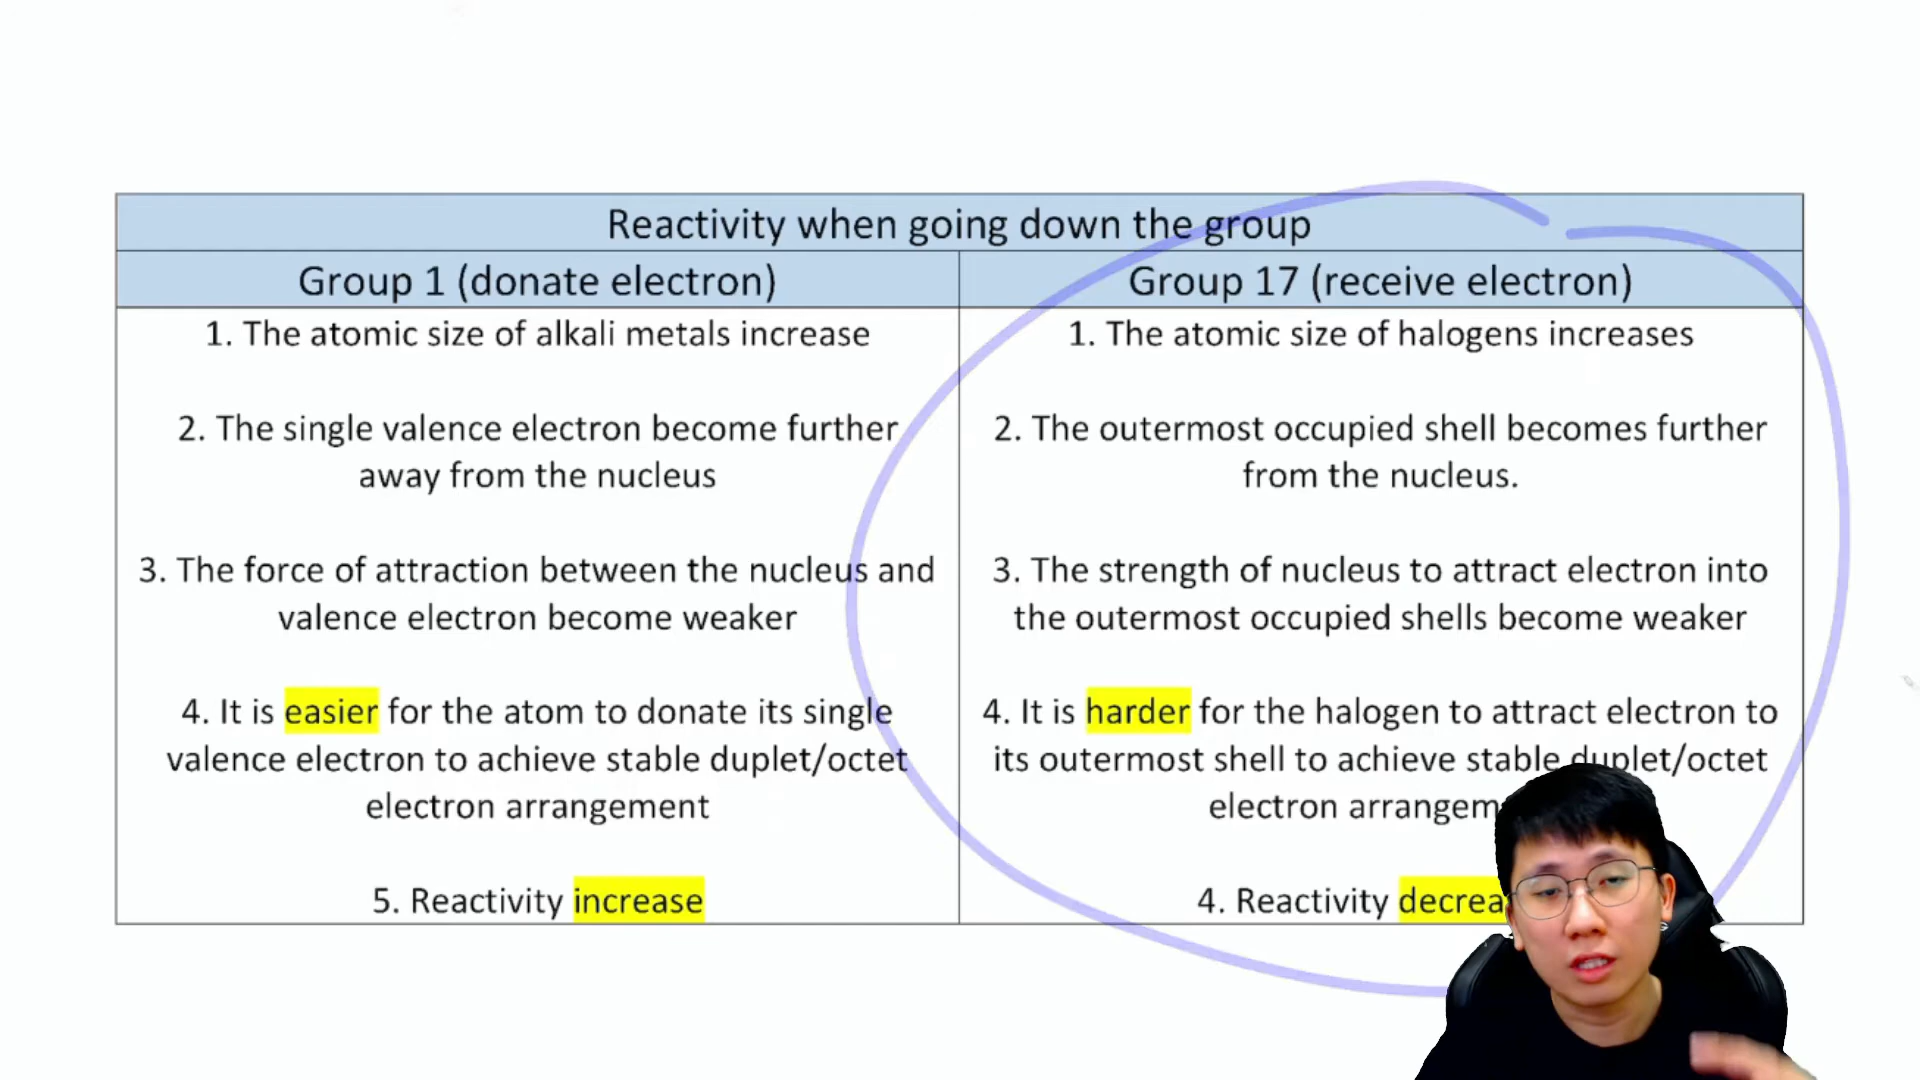 Reactivity when going down the group
Group 1 (donate electron)
1. The atomic size of alkali metals increase
2. The single valence electron become further
away from the nucleus
3. The force of attraction between the nucleus and
valence electron become weaker
4. It is easier for the atom to donate its single
valence electron to achieve stable duplet/octet
electron arrangement
5. Reactivity increase
Group 17 (receive electron)
1. The atomic size of halogens increases
2. The outermost occupied shell becomes further
from the nucleus.
3. The strength of nucleus to attract electron into
the outermost occupied shells become weaker
4. It is harder for the halogen to attract electron to
its outermost shell to achieve stable duplet/octet
electron
4. Reactivity